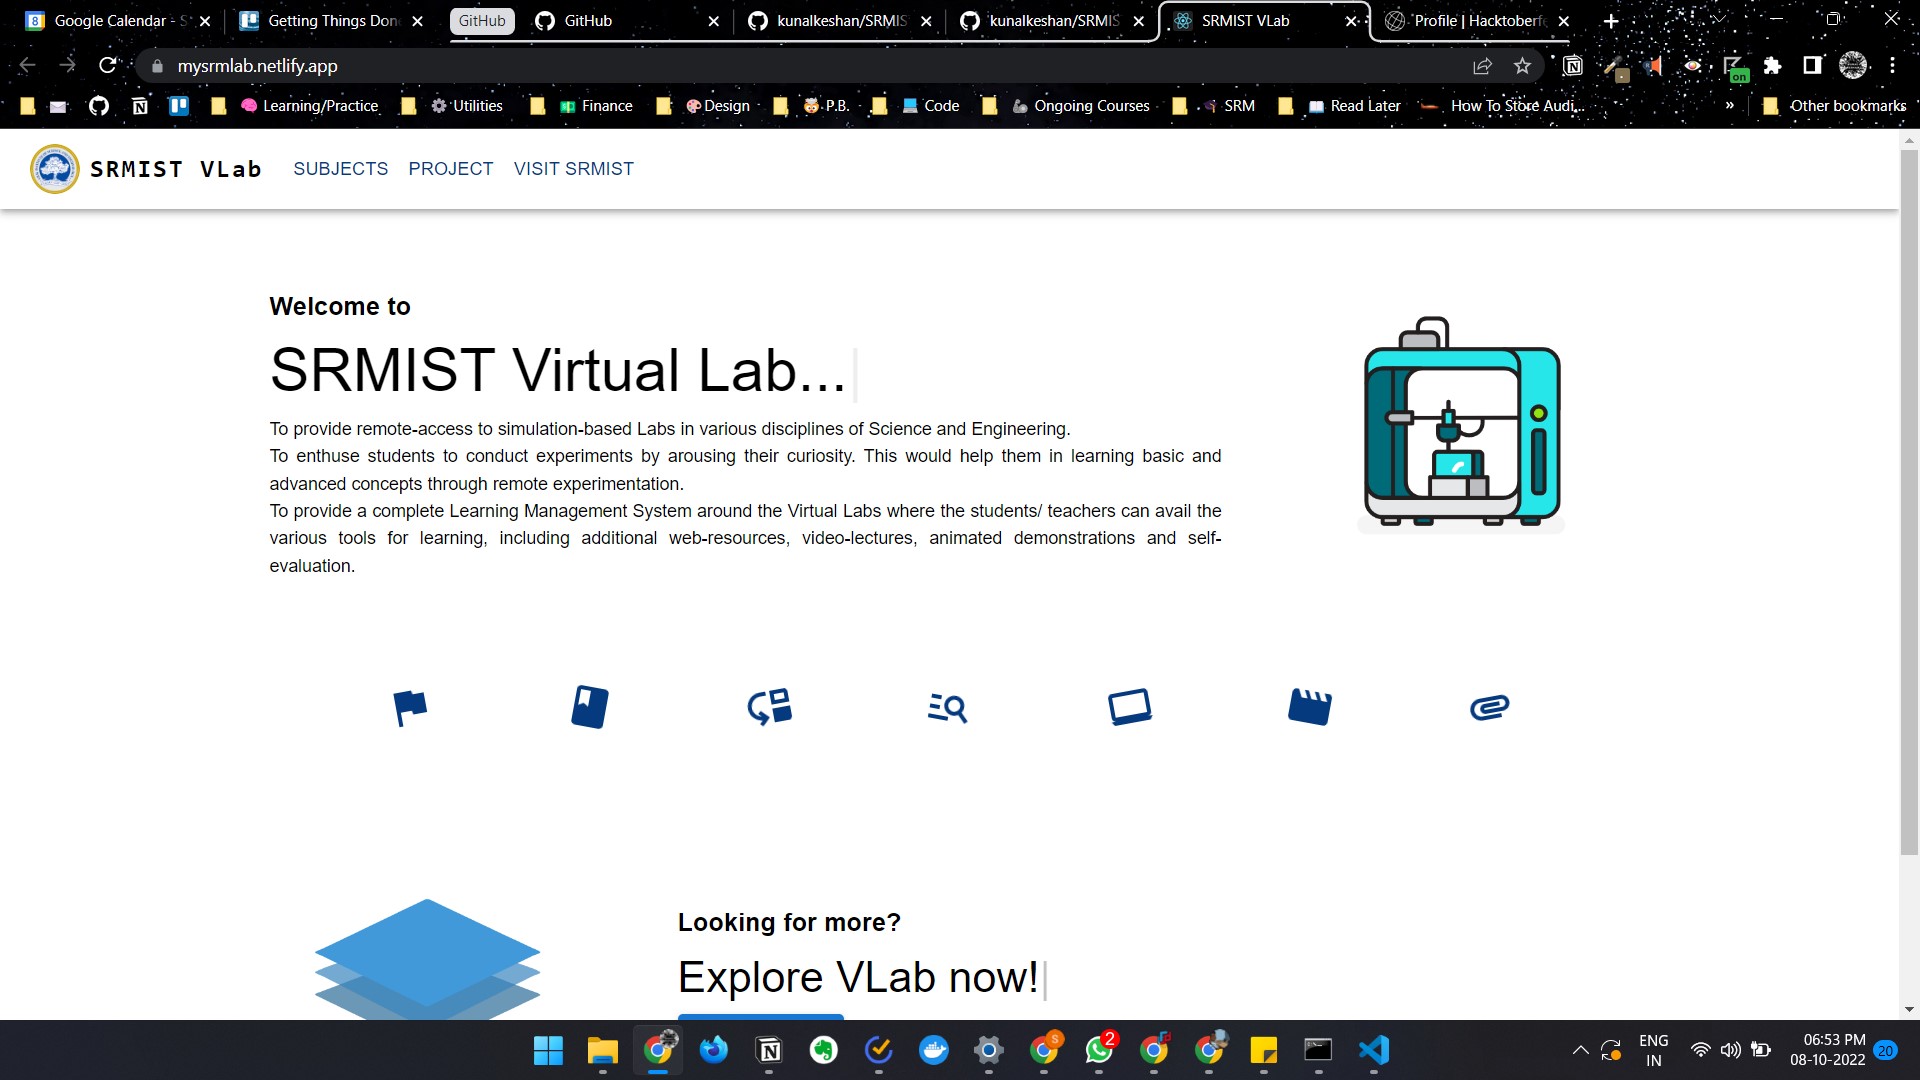 Google Calendar - S
Getting Things Done
GitHub
GitHub
kunalkeshan/SRMIS
kunalkeshan/SRMIS
SRMIST VLab
Profile | Hacktoberfe
mysrmlab.netlify.app
on
Learning/Practice
Utilities
Finance
Design
P.B.
Code
Ongoing Courses
SRM
Read Later
How To Store Audi...
»
Other bookmarks
SRMIST VLab
SUBJECTS
PROJECT
VISIT SRMIST
Welcome to
SRMIST Virtual Lab...
To provide remote-access to simulation-based Labs in various disciplines of Science and Engineering.
To enthuse students to conduct experiments by arousing their curiosity. This would help them in learning basic and
advanced concepts through remote experimentation.
To provide a complete Learning Management System around the Virtual Labs where the students/ teachers can avail the
various tools for learning, including additional web-resources, video-lectures, animated demonstrations and self-
evaluation.
Looking for more?
Explore VLab now!
S
2
ENG
IN
06:53 PM
08-10-2022
20